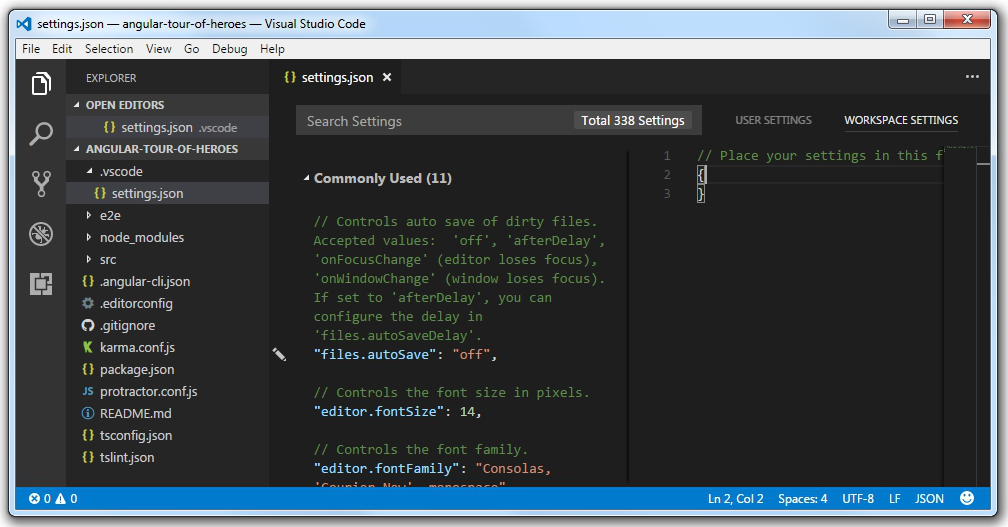 settings.json — angular-tour-of-heroes — Visual Studio Code
File Edit Selection View Go Debug Help
EXPLORER
OPEN EDITORS
{} settings.json .vscode
ANGULAR-TOUR-OF-HEROES
.vscode
{} settings.json
e2e
node_modules
src
{} .angular-cli.json
.editorconfig
.gitignore
K karma.conf.js
{} package.json
JS protractor.conf.js
README.md
{} tsconfig.json
{} tslint.json
{} settings.json
Search Settings
Total 338 Settings
USER SETTINGS
WORKSPACE SETTINGS
Commonly Used (11)
// Controls auto save of dirty files.
Accepted values:  'off', 'afterDelay',
'onFocusChange' (editor loses focus),
'onWindowChange' (window loses focus).
If set to 'afterDelay', you can
configure the delay in
'files.autoSaveDelay'.
"files.autoSave": "off",
// Controls the font size in pixels.
"editor.fontSize": 14,
// Controls the font family.
"editor.fontFamily": "Consolas,
'Courier New', monospace"
1 // Place your settings in this f
2 {
3 }
0 0
Ln 2, Col 2 Spaces: 4 UTF-8 LF JSON